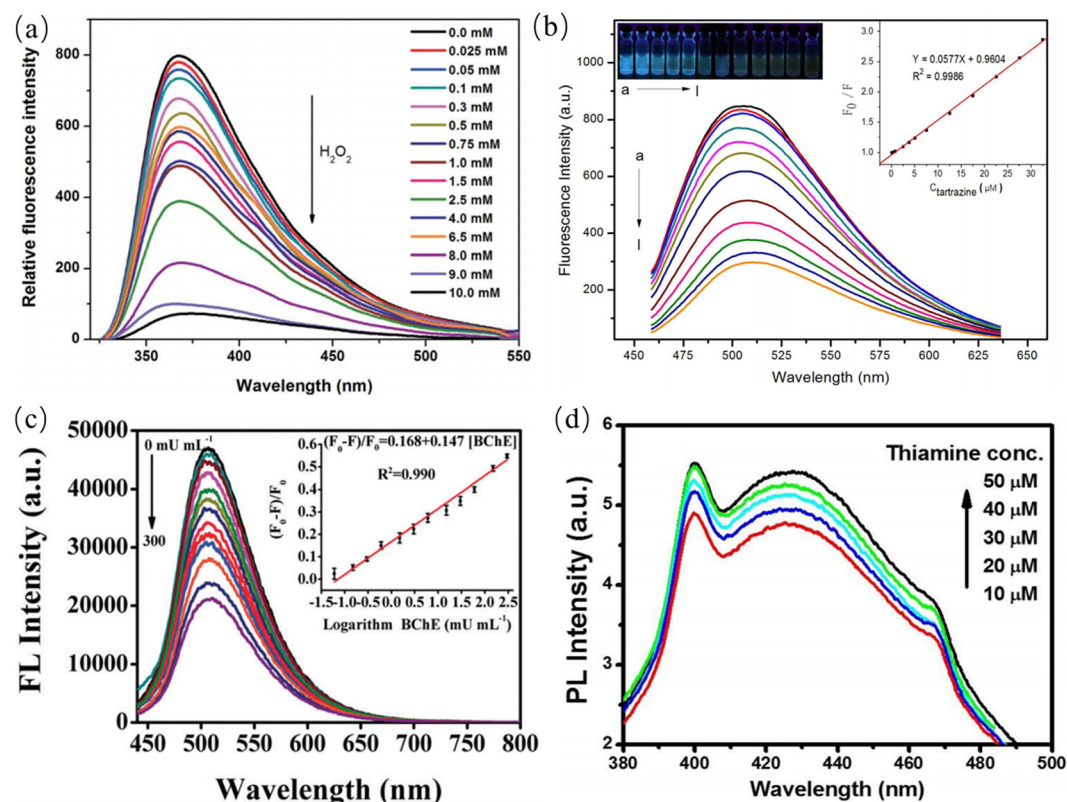 (a)
Relative fluorescence intensity
800
600
400
200
0
350
400
450
500
550
Wavelength (nm)
H₂O₂
0.0 mM
0.025 mM
0.05 mM
0.1 mM
0.3 mM
0.5 mM
0.75 mM
1.0 mM
1.5 mM
2.5 mM
4.0 mM
6.5 mM
8.0 mM
9.0 mM
10.0 mM
(b)
Fluorescence Intensity (a.u.)
1000
800
600
400
200
450
475
500
525
550
575
600
625
650
Wavelength (nm)
a
l
a
l
F₀ / F
3.0
2.5
2.0
1.5
1.0
0
5
10
15
20
25
30
Y = 0.0577X + 0.9604
R² = 0.9986
Ctartrazine (μM)
(c)
FL Intensity (a.u.)
50000
45000
40000
35000
30000
25000
20000
15000
10000
5000
0
450
500
550
600
650
700
750
800
Wavelength (nm)
0 mU mL⁻¹
300
(F₀-F)/F₀=0.168+0.147 [BChE]
R²=0.990
(F₀-F)/F₀
0.6
0.5
0.4
0.3
0.2
0.1
0.0
-1.5
-1.0
-0.5
0.0
0.5
1.0
1.5
2.0
2.5
Logarithm BChE (mU mL⁻¹)
(d)
PL Intensity (a.u.)
6
5
4
3
2
380
400
420
440
460
480
500
Wavelength (nm)
Thiamine conc.
50 μM
40 μM
30 μM
20 μM
10 μM